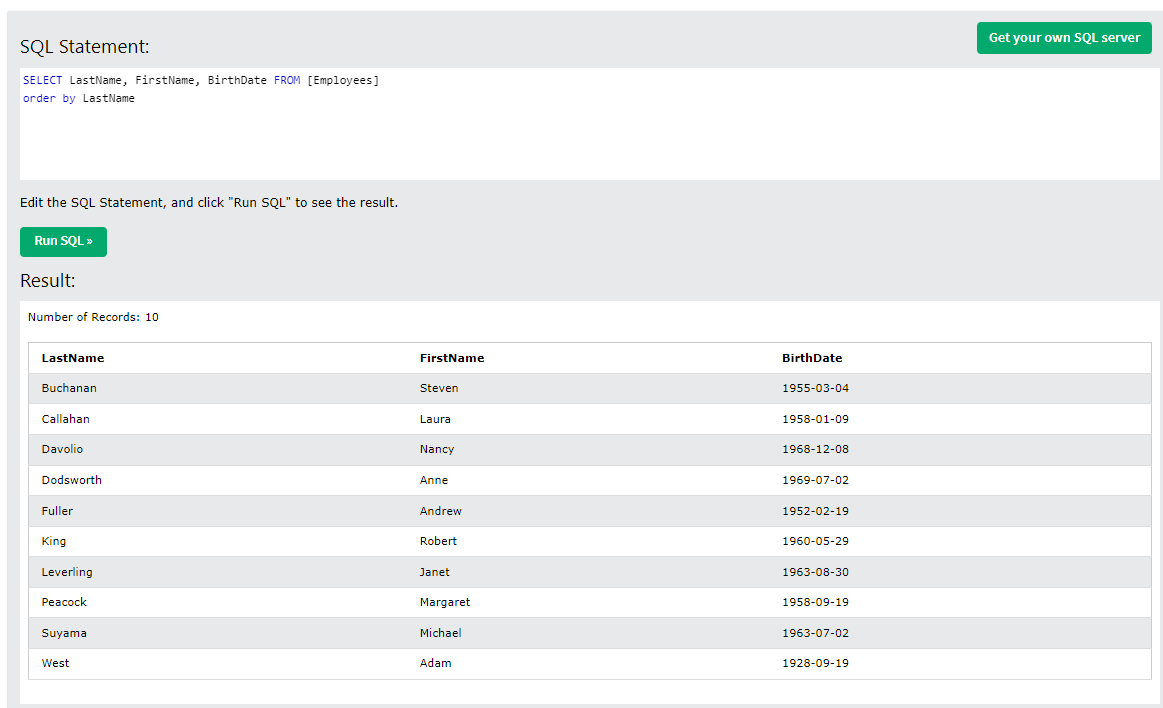 Get your own SQL server
SQL Statement:
SELECT LastName, FirstName, BirthDate FROM [Employees]
order by LastName
Edit the SQL Statement, and click "Run SQL" to see the result.
Run SQL »
Result:
Number of Records: 10
LastName FirstName BirthDate
Buchanan Steven 1955-03-04
Callahan Laura 1958-01-09
Davolio Nancy 1968-12-08
Dodsworth Anne 1969-07-02
Fuller Andrew 1952-02-19
King Robert 1960-05-29
Leverling Janet 1963-08-30
Peacock Margaret 1958-09-19
Suyama Michael 1963-07-02
West Adam 1928-09-19